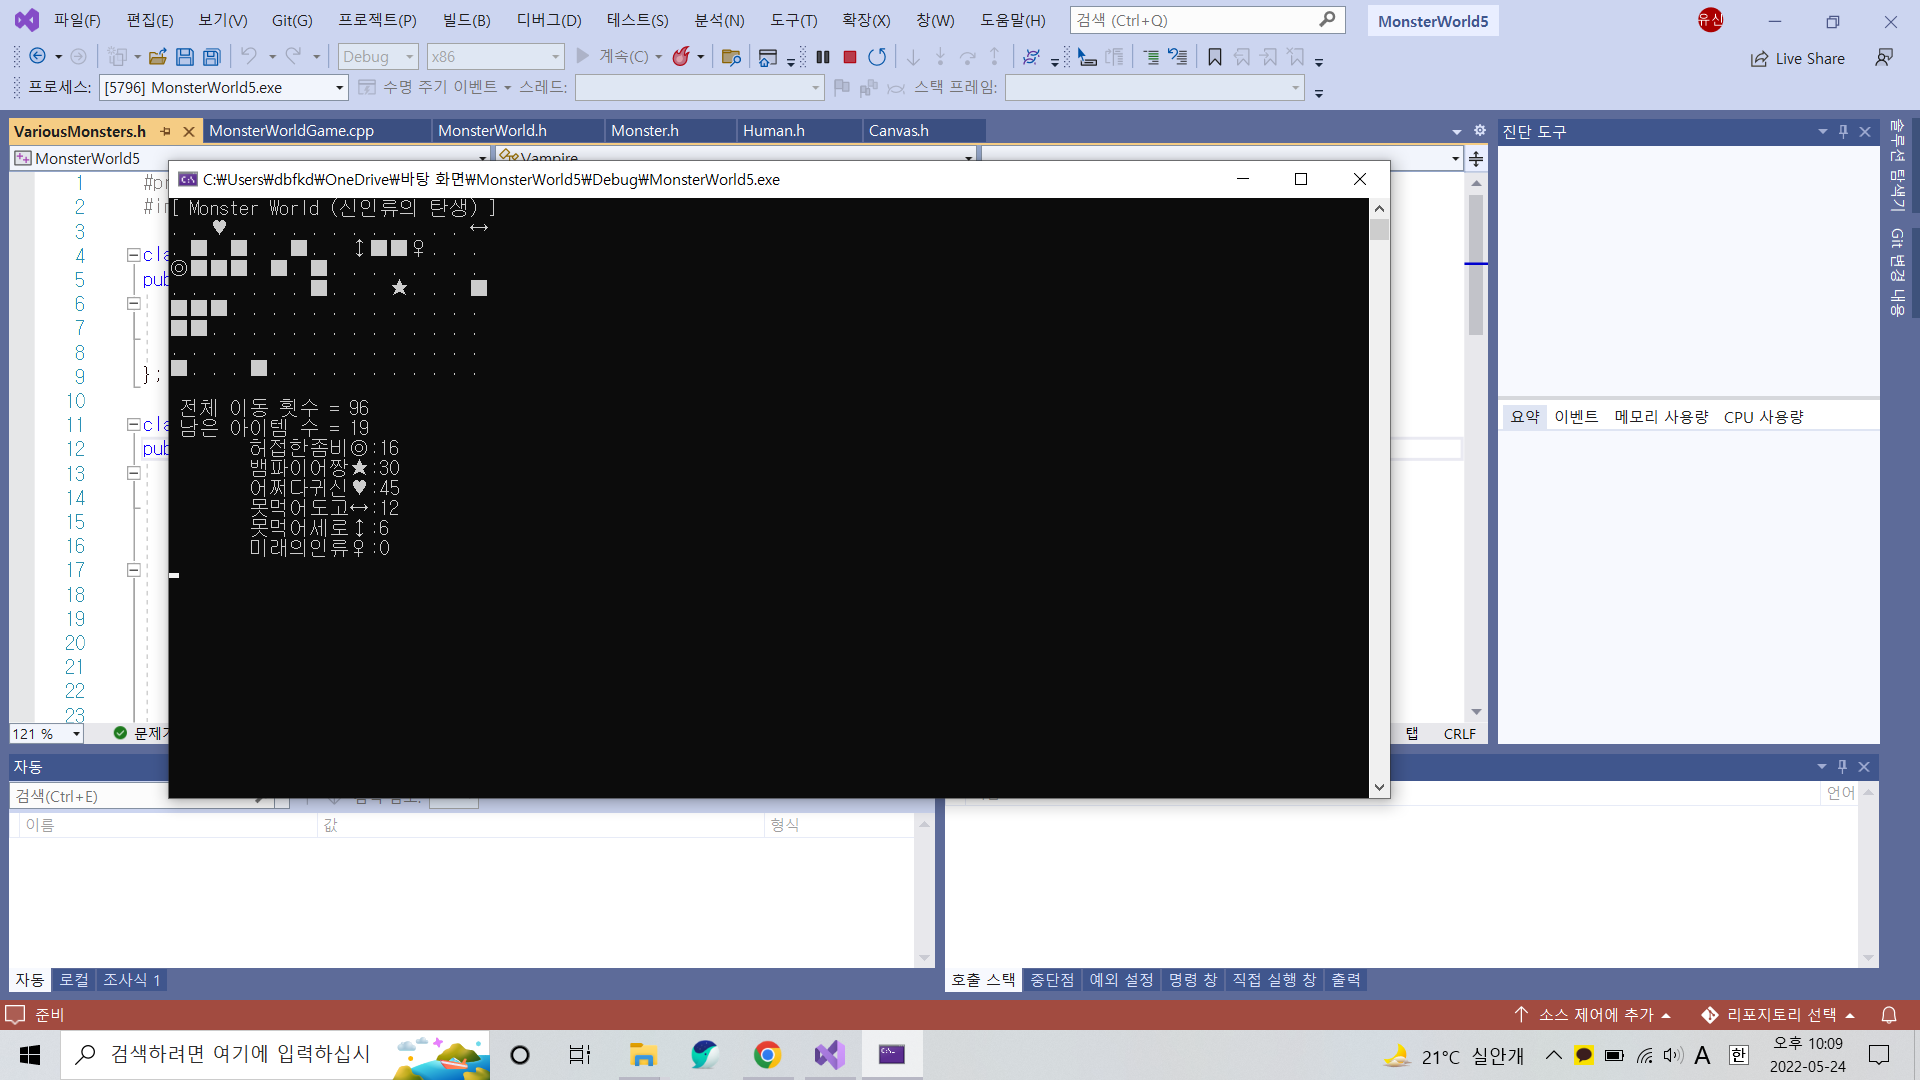 파일(F) 편집(E) 보기(V) Git(G) 프로젝트(P) 빌드(B) 디버그(D) 테스트(S) 분석(N) 도구(T) 확장(X) 창(W) 도움말(H) 검색 (Ctrl+Q) MonsterWorld5 유신
Debug x86 계속(C) Live Share
프로세스: [5796] MonsterWorld5.exe 수명 주기 이벤트 스레드: 스택 프레임:
VariousMonsters.h MonsterWorldGame.cpp MonsterWorld.h Monster.h Human.h Canvas.h
MonsterWorld5 Vampire
C:₩Users₩dbfkd₩OneDrive₩바탕 화면₩MonsterWorld5₩Debug₩MonsterWorld5.exe
[ Monster World (신인류의 탄생) ]
. . ♥ . . . . . . . . . . . . ↔
. ■ . ■ . . ■ . . ↕ ■ ■ ♀ . . .
◎ ■ ■ ■ . ■ . ■ . . . . . . . .
. . . . . . . ■ . . . ★ . . . ■
■ ■ ■ . . . . . . . . . . . . .
■ ■ . . . . . . . . . . . . . .
. . . . . . . . . . . . . . . .
■ . . . ■ . . . . . . . . . . .
전체 이동 횟수 = 96
남은 아이템 수 = 19
허접한좀비◎:16
뱀파이어짱★:30
어쩌다귀신♥:45
못먹어도고↔:12
못먹어세로↕:6
미래의인류♀:0
1
2
3
4 cla
5 pub
6
7
8
9 };
10
11 cla
12 pub
13
14
15
16
17
18
19
20
21
22
23
121 % 탭 CRLF
진단 도구
요약 이벤트 메모리 사용량 CPU 사용량
솔루션 탐색기
Git 변경 내용
자동
검색(Ctrl+E)
이름 값 형식
언어
자동 로컬 조사식 1
호출 스택 중단점 예외 설정 명령 창 직접 실행 창 출력
준비 소스 제어에 추가 리포지토리 선택
검색하려면 여기에 입력하십시
21°C 실안개 A 한
오후 10:09
2022-05-24